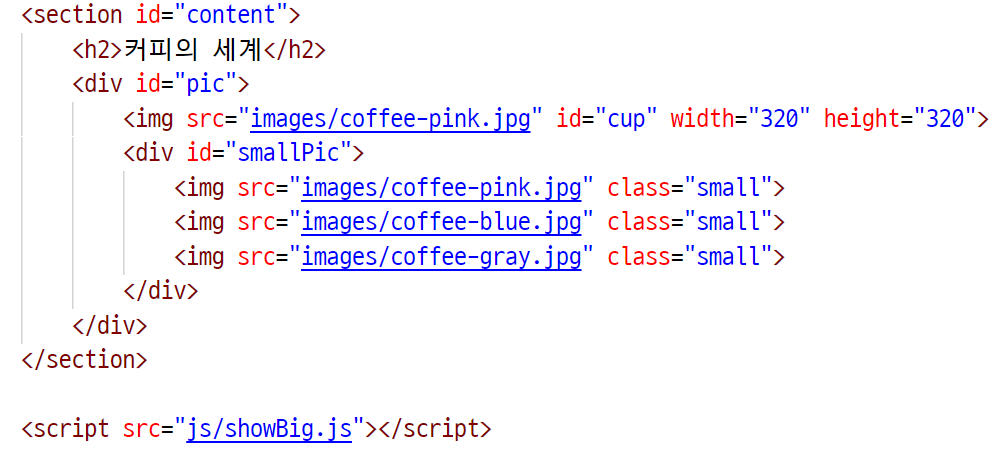 <section id="content">
<h2>커피의 세계</h2>
<div id="pic">
<img src="images/coffee-pink.jpg" id="cup" width="320" height="320">
<div id="smallPic">
<img src="images/coffee-pink.jpg" class="small">
<img src="images/coffee-blue.jpg" class="small">
<img src="images/coffee-gray.jpg" class="small">
</div>
</div>
</section>
<script src="js/showBig.js"></script>